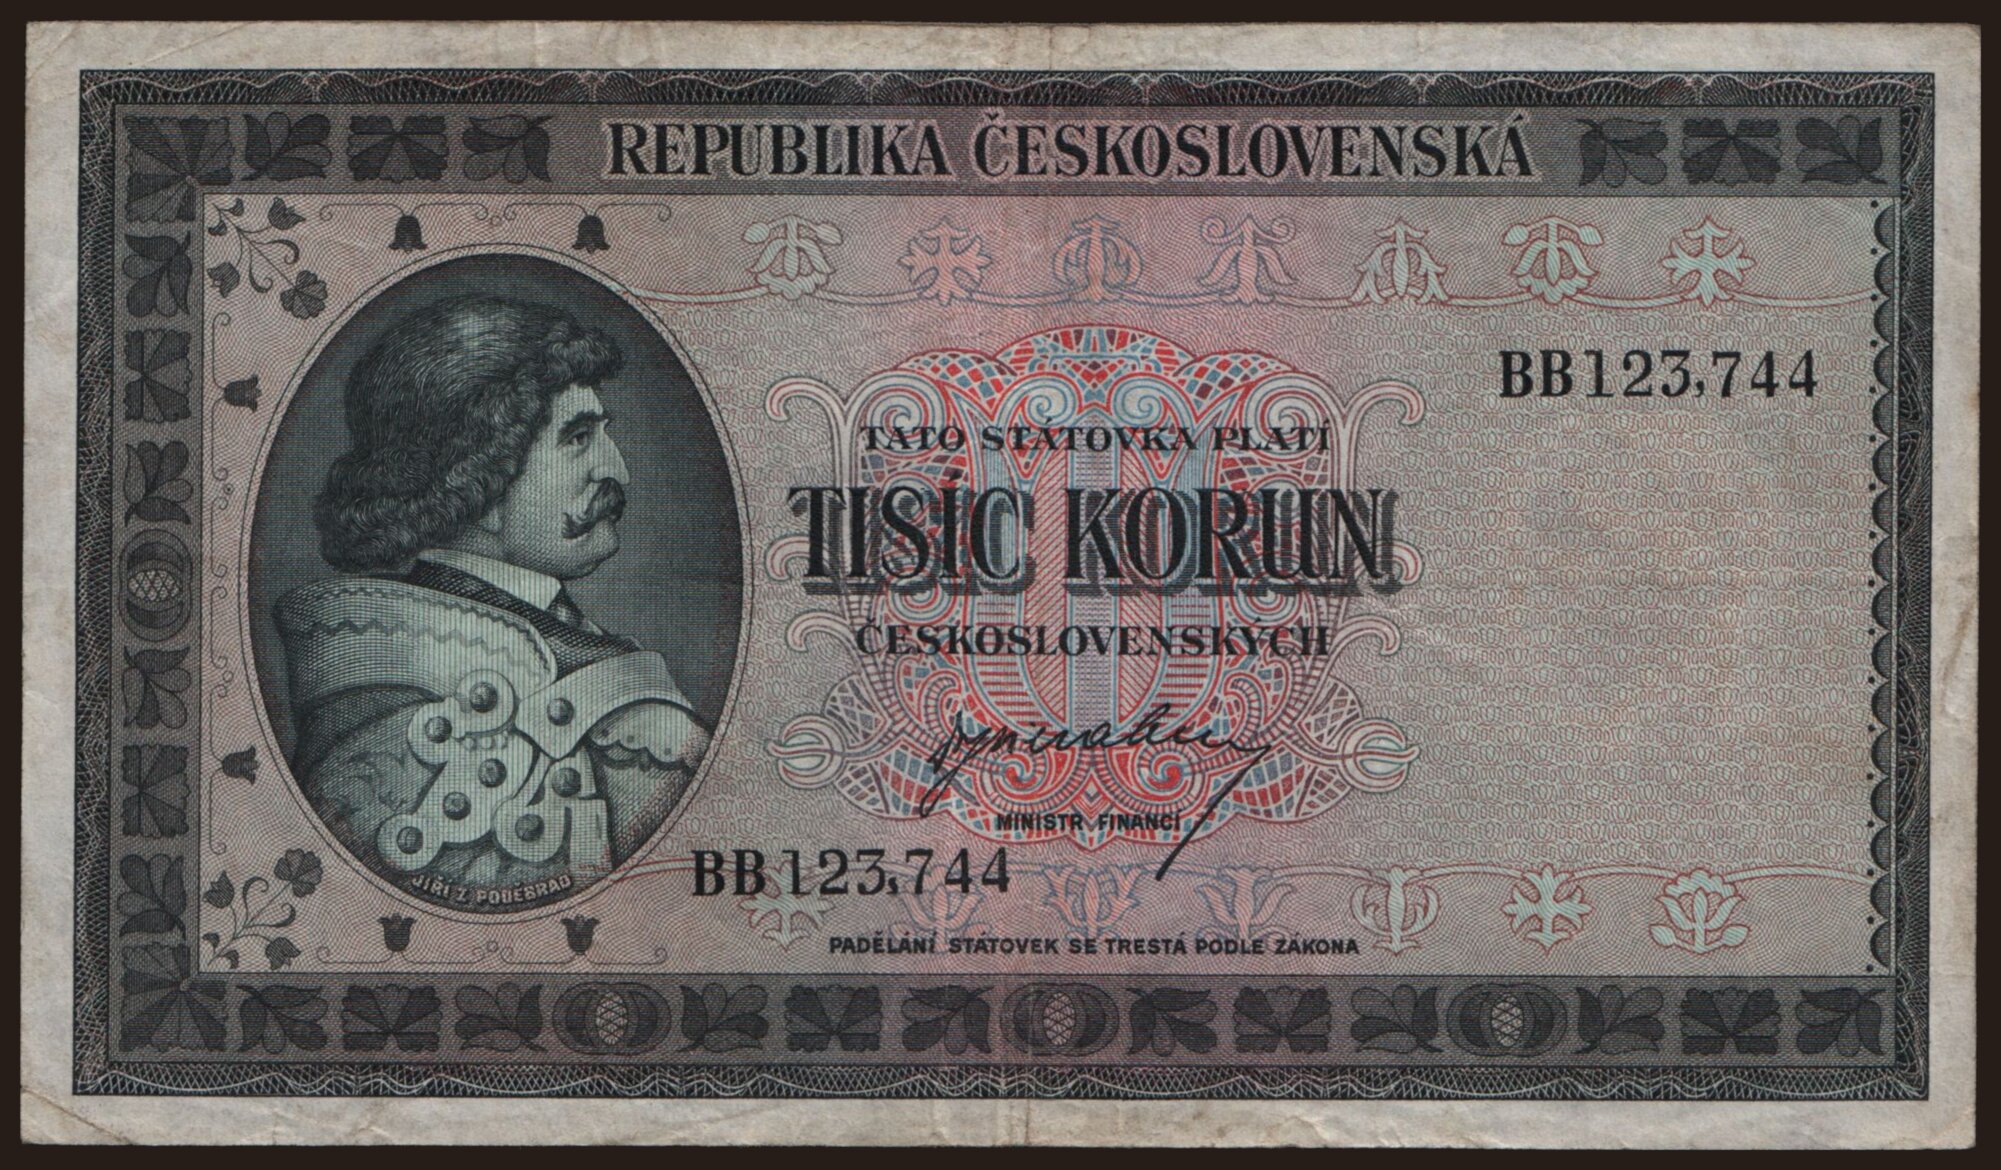 REPUBLIKA ČESKOSLOVENSKÁ
BB123,744
TATO STÁTOVKA PLATÍ
TISÍC KORUN
ČESKOSLOVENSKÝCH
MINISTR FINANCÍ
BB123,744
JIŘÍ Z PODĚBRAD
PADĚLÁNÍ STÁTOVEK SE TRESTÁ PODLE ZÁKONA